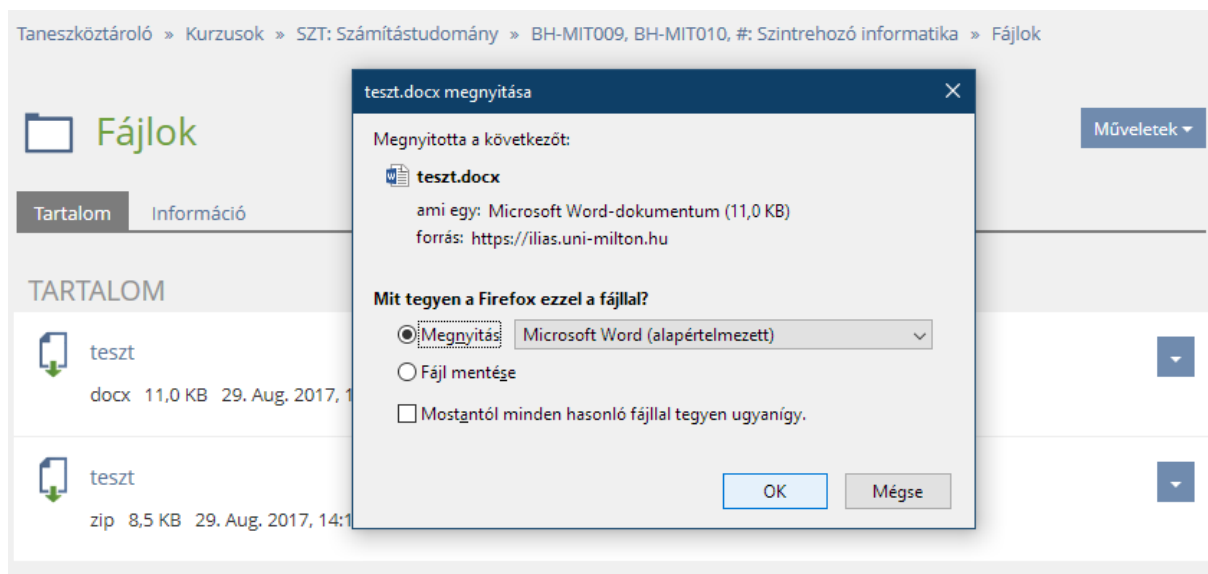 Taneszköztároló » Kurzusok » SZT: Számítástudomány » BH-MIT009, BH-MIT010, #: Szintrehozó informatika » Fájlok
teszt.docx megnyitása
Fájlok
Műveletek
Megnyitotta a következőt:
teszt.docx
ami egy: Microsoft Word-dokumentum (11,0 KB)
forrás: https://ilias.uni-milton.hu
Tartalom Információ
TARTALOM
Mit tegyen a Firefox ezzel a fájllal?
Megnyitás Microsoft Word (alapértelmezett)
Fájl mentése
Mostantól minden hasonló fájllal tegyen ugyanígy.
OK Mégse
teszt
docx 11,0 KB 29. Aug. 2017, 1
teszt
zip 8,5 KB 29. Aug. 2017, 14:1